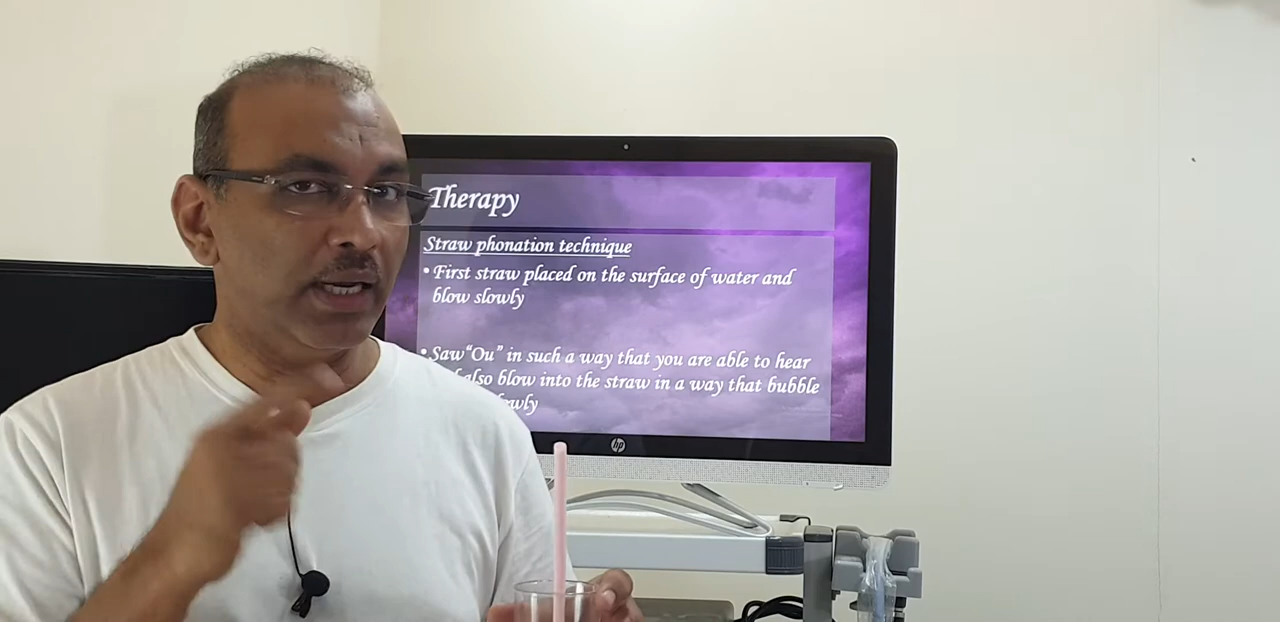 Therapy
Straw phonation technique
• First straw placed on the surface of water and
blow slowly
• Saw“Ou” in such a way that you are able to hear
also blow into the straw in a way that bubble
hp